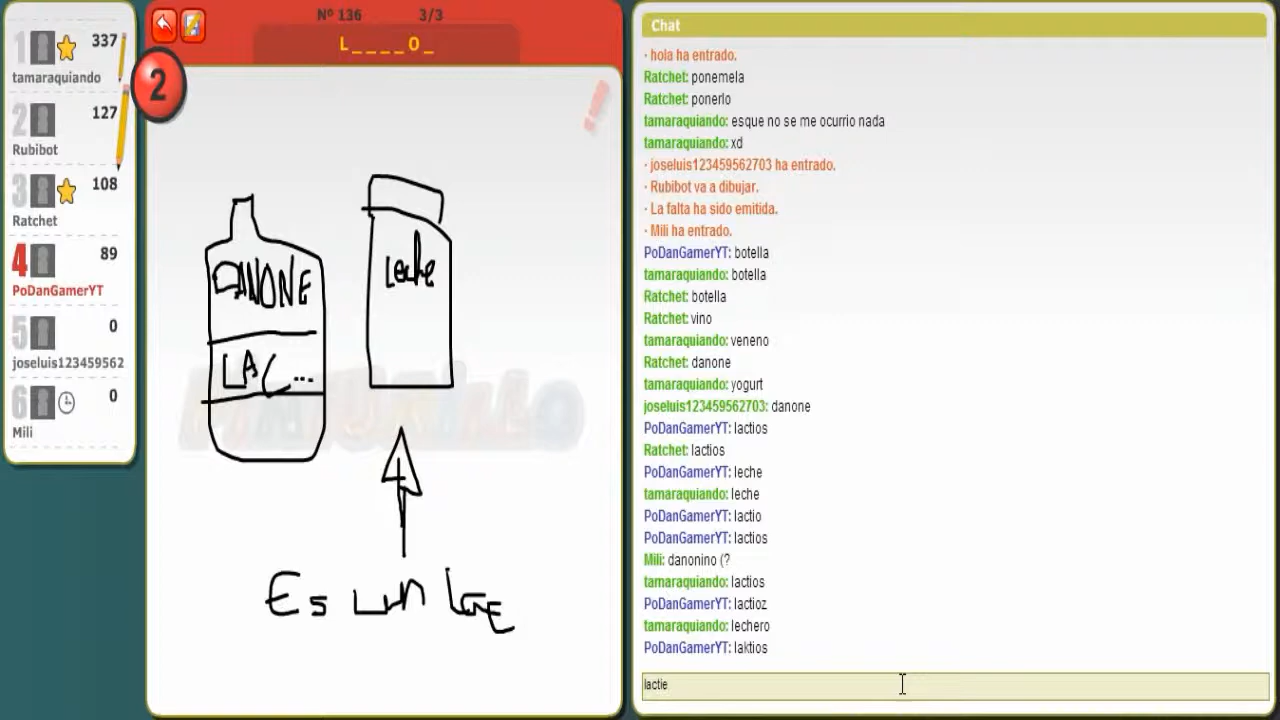 1
337
tamaraquiando
2
127
Rubibot
3
108
Ratchet
4
89
PoDanGamerYT
5
0
joseluis123459562
6
0
Mili
Nº 136 3/3
L____O_
2
DANONE
LAC...
Leche
Es un
Chat
· hola ha entrado.
Ratchet: ponemela
Ratchet: ponerlo
tamaraquiando: esque no se me ocurrio nada
tamaraquiando: xd
· joseluis123459562703 ha entrado.
· Rubibot va a dibujar.
· La falta ha sido emitida.
· Mili ha entrado.
PoDanGamerYT: botella
tamaraquiando: botella
Ratchet: botella
Ratchet: vino
tamaraquiando: veneno
Ratchet: danone
tamaraquiando: yogurt
joseluis123459562703: danone
PoDanGamerYT: lactios
Ratchet: lactios
PoDanGamerYT: leche
tamaraquiando: leche
PoDanGamerYT: lactio
PoDanGamerYT: lactios
Mili: danonino (?
tamaraquiando: lactios
PoDanGamerYT: lactioz
tamaraquiando: lechero
PoDanGamerYT: laktios
lactie